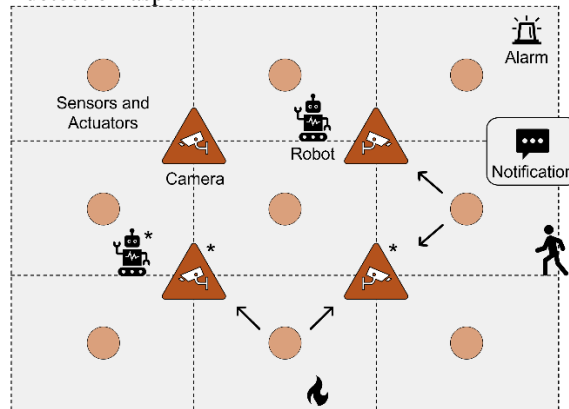 Alarm
Sensors and
Actuators
Robot
Camera
Notification
*
*
*